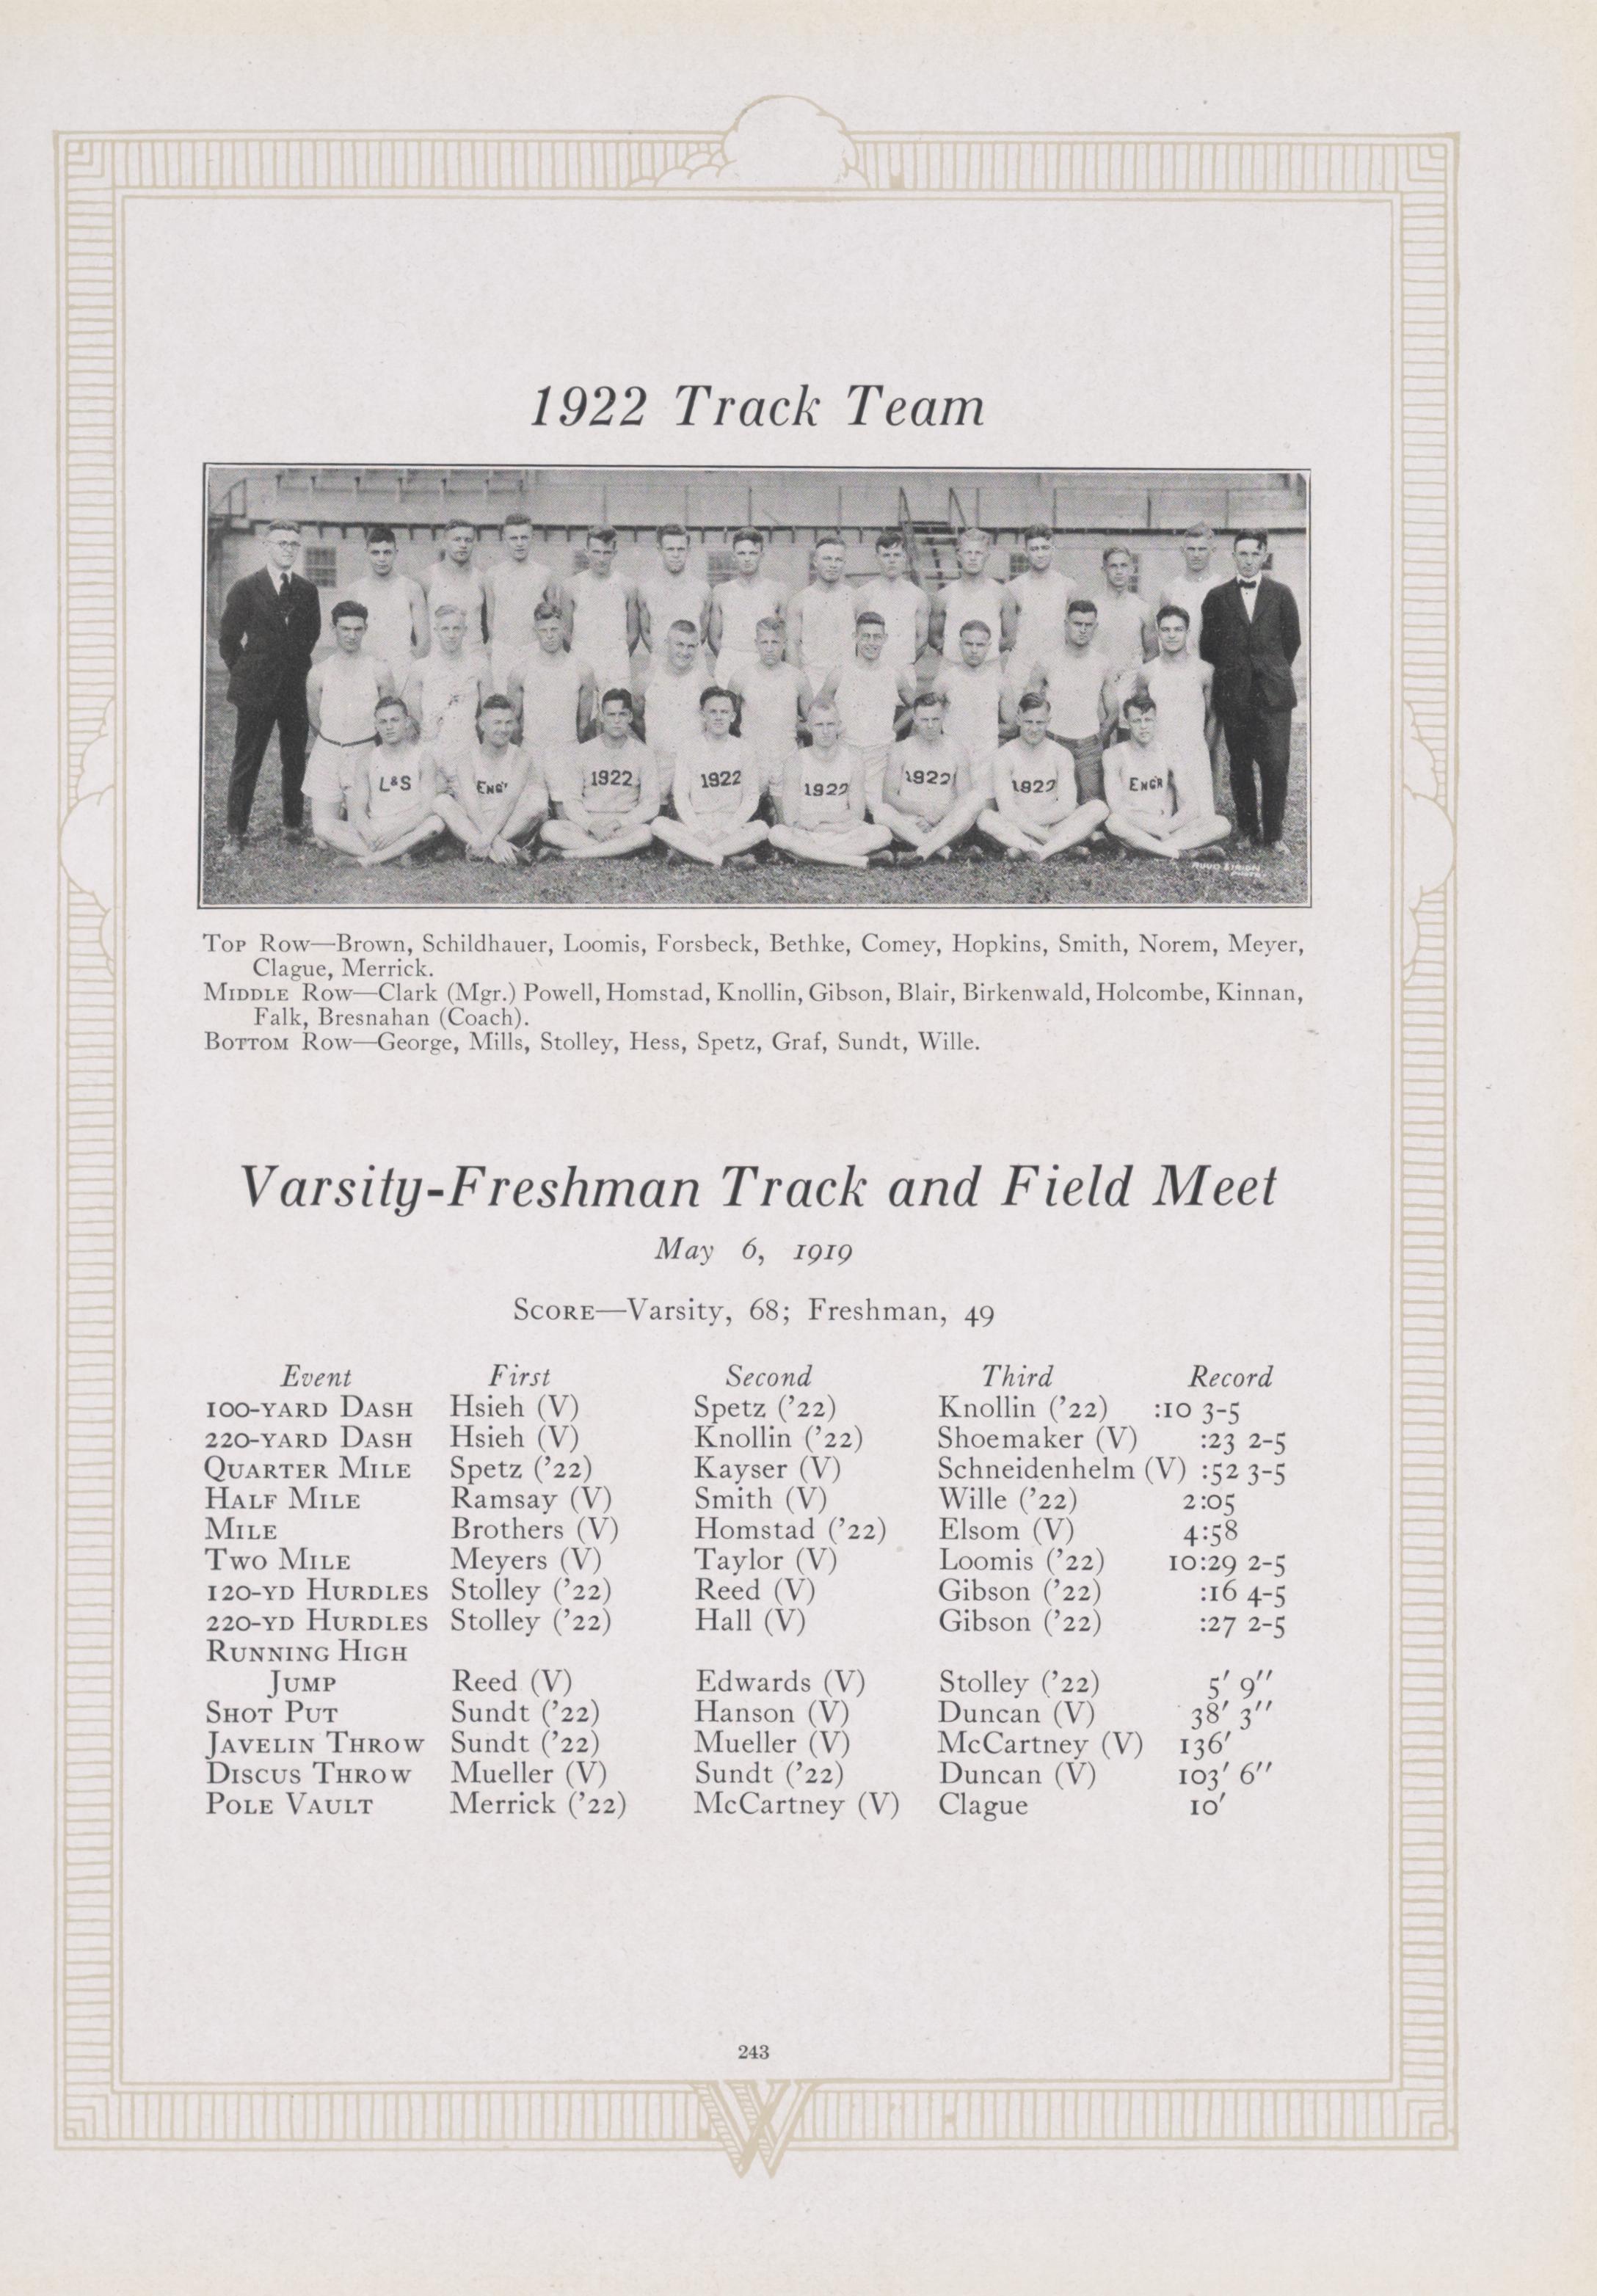 1922 Track Team
L&S
ENG'
1922
1922
1922
1922
1922
ENGR
TOP ROW—Brown, Schildhauer, Loomis, Forsbeck, Bethke, Comey, Hopkins, Smith, Norem, Meyer,
Clague, Merrick.
MIDDLE ROW—Clark (Mgr.) Powell, Homstad, Knollin, Gibson, Blair, Birkenwald, Holcombe, Kinnan,
Falk, Bresnahan (Coach).
BOTTOM ROW—George, Mills, Stolley, Hess, Spetz, Graf, Sundt, Wille.
Varsity-Freshman Track and Field Meet
May 6, 1919
SCORE—Varsity, 68; Freshman, 49
Event First Second Third Record
100-YARD DASH Hsieh (V) Spetz ('22) Knollin ('22) :10 3-5
220-YARD DASH Hsieh (V) Knollin ('22) Shoemaker (V) :23 2-5
QUARTER MILE Spetz ('22) Kayser (V) Schneidenhelm (V) :52 3-5
HALF MILE Ramsay (V) Smith (V) Wille ('22) 2:05
MILE Brothers (V) Homstad ('22) Elsom (V) 4:58
TWO MILE Meyers (V) Taylor (V) Loomis ('22) 10:29 2-5
120-YD HURDLES Stolley ('22) Reed (V) Gibson ('22) :16 4-5
220-YD HURDLES Stolley ('22) Hall (V) Gibson ('22) :27 2-5
RUNNING HIGH
JUMP Reed (V) Edwards (V) Stolley ('22) 5' 9"
SHOT PUT Sundt ('22) Hanson (V) Duncan (V) 38' 3"
JAVELIN THROW Sundt ('22) Mueller (V) McCartney (V) 136'
DISCUS THROW Mueller (V) Sundt ('22) Duncan (V) 103' 6"
POLE VAULT Merrick ('22) McCartney (V) Clague 10'
243
W